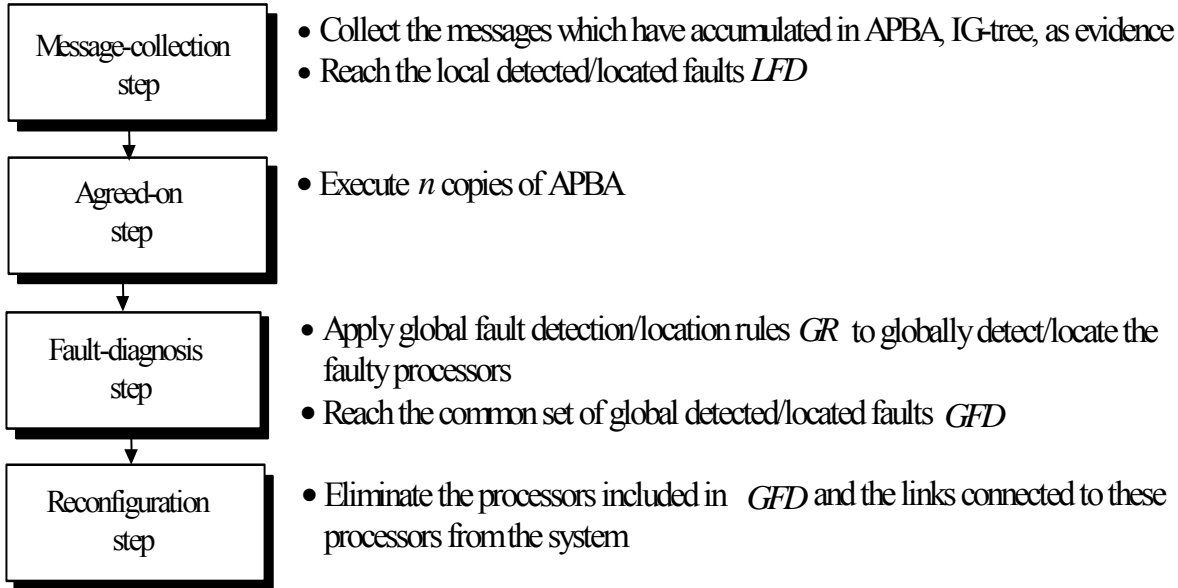 Message-collection
step
• Collect the messages which have accumulated in APBA, IG-tree, as evidence
• Reach the local detected/located faults LFD
Agreed-on
step
• Execute n copies of APBA
Fault-diagnosis
step
• Apply global fault detection/location rules GR to globally detect/locate the
faulty processors
• Reach the common set of global detected/located faults GFD
Reconfiguration
step
• Eliminate the processors included in GFD and the links connected to these
processors from the system